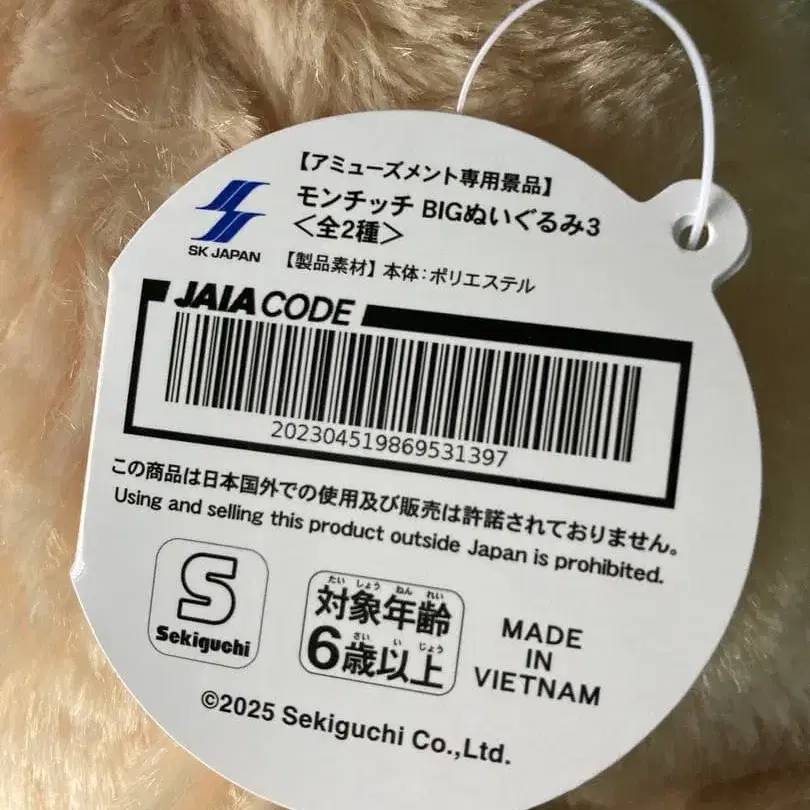 【アミューズメント専用景品】
モンチッチ BIGぬいぐるみ3
<全2種>
SK JAPAN
【製品素材】本体：ポリエステル
JAIA CODE
202304519869531397
この商品は日本国外での使用及び販売は許諾されておりません。
Using and selling this product outside Japan is prohibited.
S
Sekiguchi
たい しょう ねん れい
対象年齢
さい い じょう
6歳以上
MADE
IN
VIETNAM
©2025 Sekiguchi Co.,Ltd.